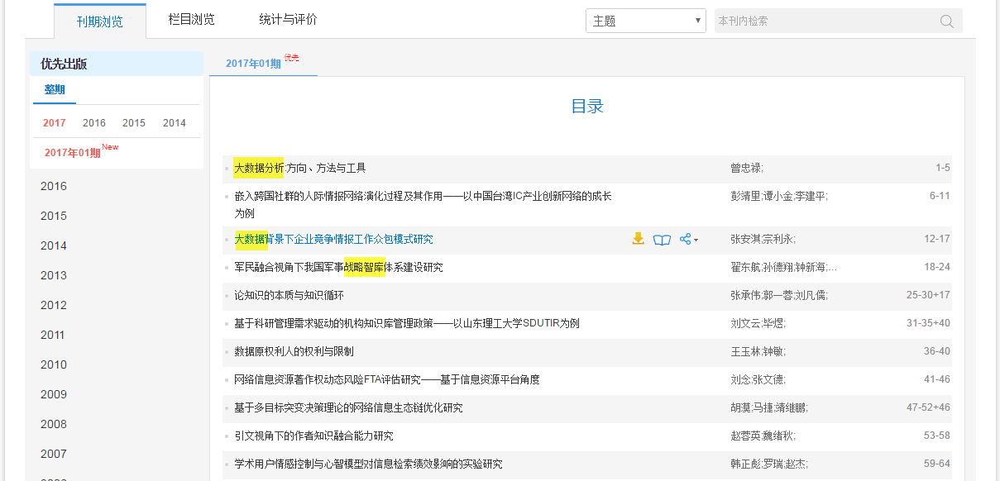 刊期浏览
栏目浏览
统计与评价
主题
本刊内检索
优先出版
整期
2017 2016 2015 2014
2017年01期 New
2016
2015
2014
2013
2012
2011
2010
2009
2008
2007
2017年01期 优先
目录
大数据分析:方向、方法与工具 曾忠禄; 1-5
嵌入跨国社群的人际情报网络演化过程及其作用——以中国台湾IC产业创新网络的成长 彭靖里;谭小金;李建平; 6-11
为例
大数据背景下企业竞争情报工作众包模式研究 张安淇;宗利永; 12-17
军民融合视角下我国军事战略智库体系建设研究 翟东航;孙德翔;钟新海;... 18-24
论知识的本质与知识循环 张承伟;郭一蓉;刘凡儒; 25-30+17
基于科研管理需求驱动的机构知识库管理政策——以山东理工大学SDUTIR为例 刘文云;毕煜; 31-35+40
数据原权利人的权利与限制 王玉林;钟敏; 36-40
网络信息资源著作权动态风险FTA评估研究——基于信息资源平台角度 刘念;张文德; 41-46
基于多目标突变决策理论的网络信息生态链优化研究 胡漠;马捷;靖继鹏; 47-52+46
引文视角下的作者知识融合能力研究 赵蓉英;魏绪秋; 53-58
学术用户情感控制与心智模型对信息检索绩效影响的实验研究 韩正彪;罗瑞;赵杰; 59-64